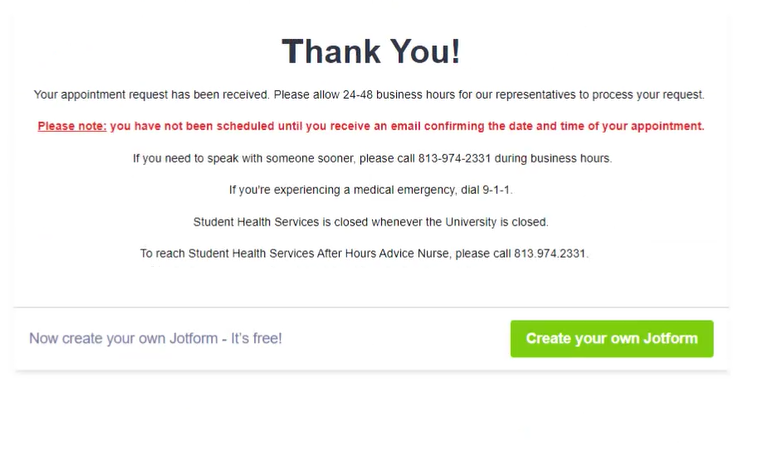 Thank You!
Your appointment request has been received. Please allow 24-48 business hours for our representatives to process your request.
Please note: you have not been scheduled until you receive an email confirming the date and time of your appointment.
If you need to speak with someone sooner, please call 813-974-2331 during business hours.
If you're experiencing a medical emergency, dial 9-1-1.
Student Health Services is closed whenever the University is closed.
To reach Student Health Services After Hours Advice Nurse, please call 813.974.2331.
Now create your own Jotform - It's free!
Create your own Jotform